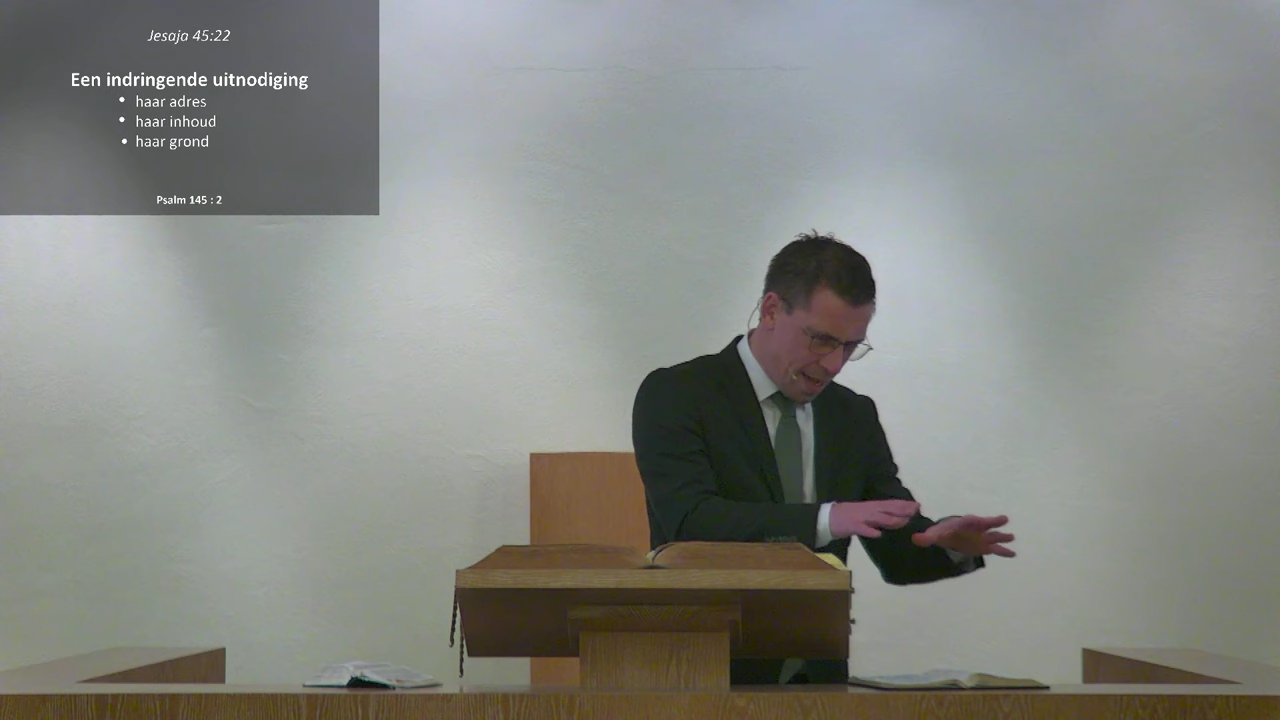 Jesaja 45:22
Een indringende uitnodiging
• haar adres
• haar inhoud
• haar grond
Psalm 145 : 2